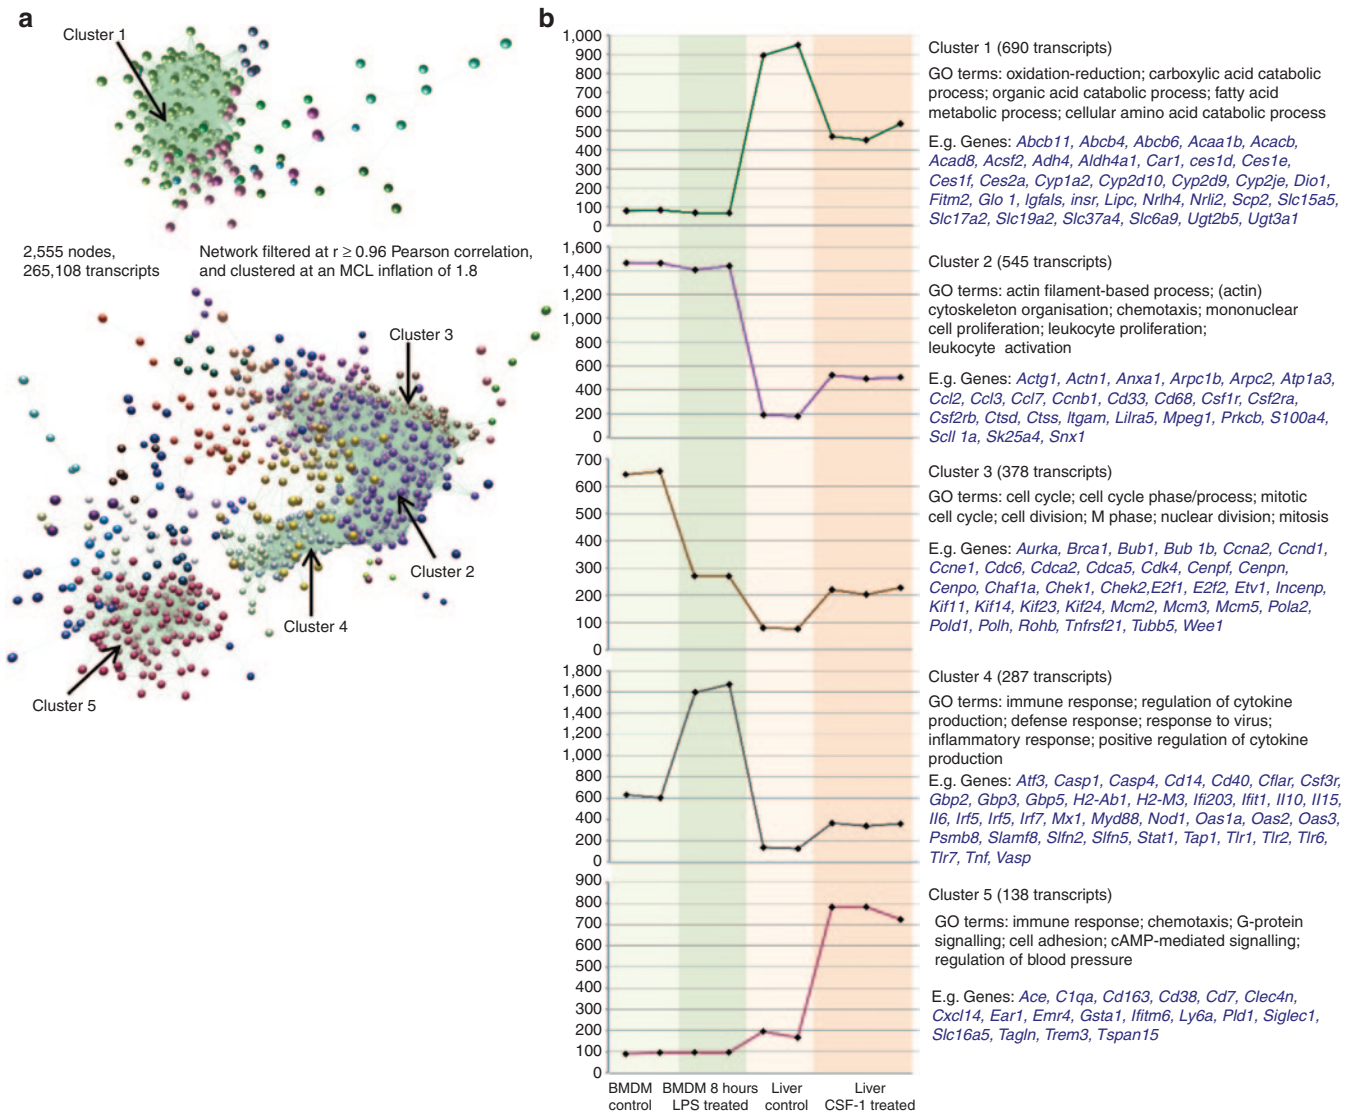 a
Cluster 1
2,555 nodes,
265,108 transcripts
Network filtered at r ≥ 0.96 Pearson correlation,
and clustered at an MCL inflation of 1.8
Cluster 3
Cluster 2
Cluster 4
Cluster 5
b
1,000
900
800
700
600
500
400
300
200
100
0
Cluster 1 (690 transcripts)
GO terms: oxidation-reduction; carboxylic acid catabolic
process; organic acid catabolic process; fatty acid
metabolic process; cellular amino acid catabolic process
E.g. Genes: Abcb11, Abcb4, Abcb6, Acaa1b, Acacb,
Acad8, Acsf2, Adh4, Aldh4a1, Car1, ces1d, Ces1e,
Ces1f, Ces2a, Cyp1a2, Cyp2d10, Cyp2d9, Cyp2je, Dio1,
Fitm2, Glo 1, Igfals, insr, Lipc, Nrlh4, Nrli2, Scp2, Slc15a5,
Slc17a2, Slc19a2, Slc37a4, Slc6a9, Ugt2b5, Ugt3a1
1,600
1,400
1,200
1,000
800
600
400
200
0
Cluster 2 (545 transcripts)
GO terms: actin filament-based process; (actin)
cytoskeleton organisation; chemotaxis; mononuclear
cell proliferation; leukocyte proliferation;
leukocyte activation
E.g. Genes: Actg1, Actn1, Anxa1, Arpc1b, Arpc2, Atp1a3,
Ccl2, Ccl3, Ccl7, Ccnb1, Cd33, Cd68, Csf1r, Csf2ra,
Csf2rb, Ctsd, Ctss, Itgam, Lilra5, Mpeg1, Prkcb, S100a4,
Scll 1a, Sk25a4, Snx1
700
600
500
400
300
200
100
0
Cluster 3 (378 transcripts)
GO terms: cell cycle; cell cycle phase/process; mitotic
cell cycle; cell division; M phase; nuclear division; mitosis
E.g. Genes: Aurka, Brca1, Bub1, Bub 1b, Ccna2, Ccnd1,
Ccne1, Cdc6, Cdca2, Cdca5, Cdk4, Cenpf, Cenpn,
Cenpo, Chaf1a, Chek1, Chek2,E2f1, E2f2, Etv1, Incenp,
Kif11, Kif14, Kif23, Kif24, Mcm2, Mcm3, Mcm5, Pola2,
Pold1, Polh, Rohb, Tnfrsf21, Tubb5, Wee1
1,800
1,600
1,400
1,200
1,000
800
600
400
200
0
Cluster 4 (287 transcripts)
GO terms: immune response; regulation of cytokine
production; defense response; response to virus;
inflammatory response; positive regulation of cytokine
production
E.g. Genes: Atf3, Casp1, Casp4, Cd14, Cd40, Cflar, Csf3r,
Gbp2, Gbp3, Gbp5, H2-Ab1, H2-M3, Ifi203, Ifit1, Il10, Il15,
Il6, Irf5, Irf5, Irf7, Mx1, Myd88, Nod1, Oas1a, Oas2, Oas3,
Psmb8, Slamf8, Slfn2, Slfn5, Stat1, Tap1, Tlr1, Tlr2, Tlr6,
Tlr7, Tnf, Vasp
900
800
700
600
500
400
300
200
100
0
Cluster 5 (138 transcripts)
GO terms: immune response; chemotaxis; G-protein
signalling; cell adhesion; cAMP-mediated signalling;
regulation of blood pressure
E.g. Genes: Ace, C1qa, Cd163, Cd38, Cd7, Clec4n,
Cxcl14, Ear1, Emr4, Gsta1, Ifitm6, Ly6a, Pld1, Siglec1,
Slc16a5, Tagln, Trem3, Tspan15
BMDM
control
BMDM 8 hours
LPS treated
Liver
control
Liver
CSF-1 treated